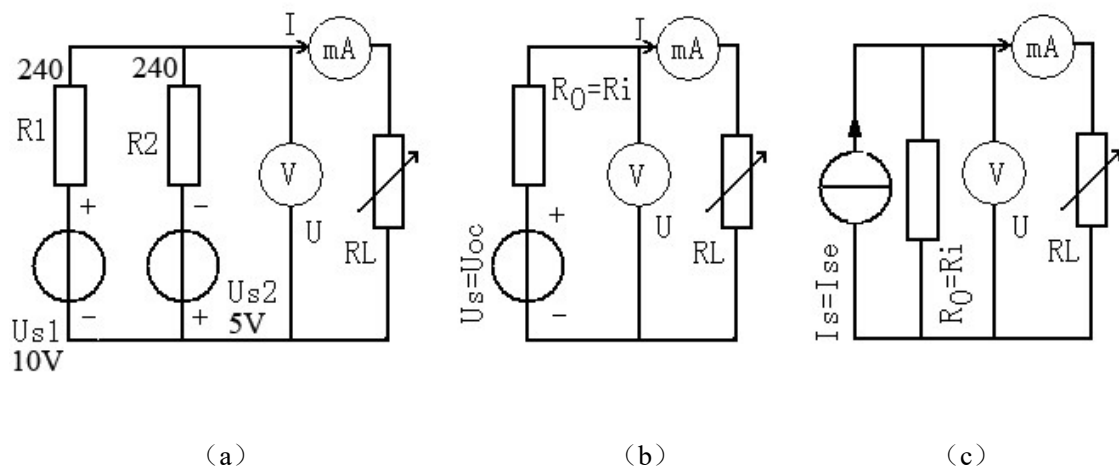 I
mA
240
240
R1
R2
V
U
RL
+
-
-
+
Us1
10V
Us2
5V
I
mA
R0=Ri
V
U
RL
+
-
Us=Uoc
mA
V
U
RL
Is=Ise
R0=Ri
（a）
（b）
（c）